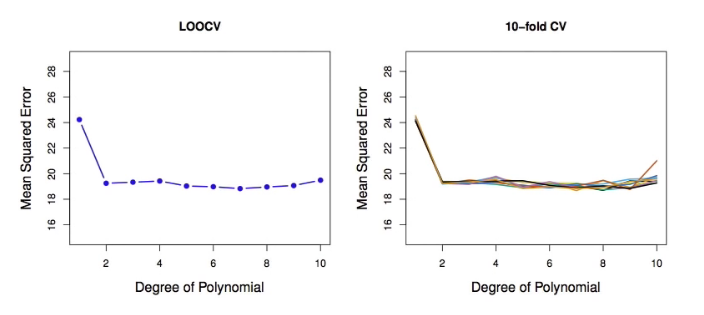 LOOCV
Mean Squared Error
28
26
24
22
20
18
16
2 4 6 8 10
Degree of Polynomial
10−fold CV
Mean Squared Error
28
26
24
22
20
18
16
2 4 6 8 10
Degree of Polynomial